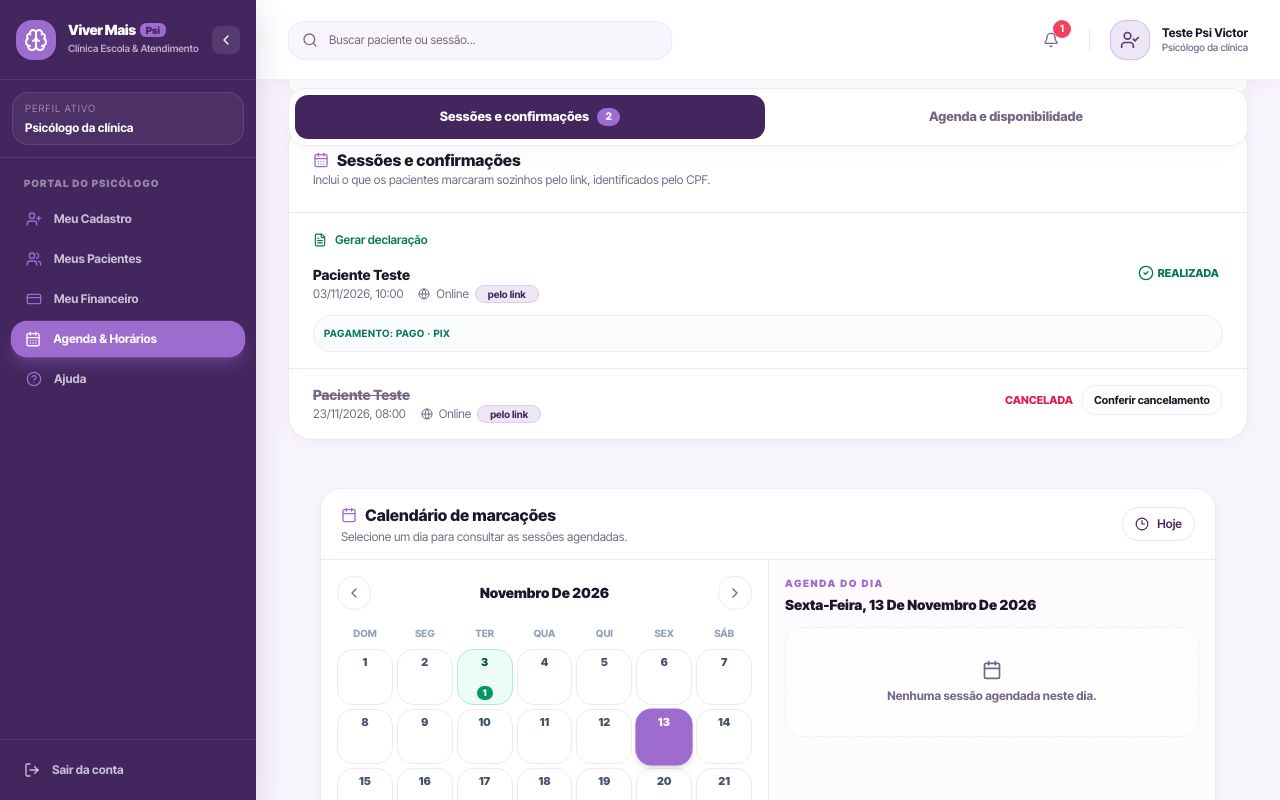 Viver Mais Psi
Clínica Escola & Atendimento
PERFIL ATIVO
Psicólogo da clínica
PORTAL DO PSICÓLOGO
Meu Cadastro
Meus Pacientes
Meu Financeiro
Agenda & Horários
Ajuda
Sair da conta
Buscar paciente ou sessão...
1
Teste Psi Victor
Psicólogo da clínica
Sessões e confirmações 2
Agenda e disponibilidade
Sessões e confirmações
Inclui o que os pacientes marcaram sozinhos pelo link, identificados pelo CPF.
Gerar declaração
Paciente Teste
REALIZADA
03/11/2026, 10:00 · Online pelo link
PAGAMENTO: PAGO · PIX
Paciente Teste
23/11/2026, 08:00 · Online pelo link
CANCELADA Conferir cancelamento
Calendário de marcações
Selecione um dia para consultar as sessões agendadas.
Hoje
Novembro De 2026
DOM SEG TER QUA QUI SEX SÁB
1 2 3 4 5 6 7
1
8 9 10 11 12 13 14
15 16 17 18 19 20 21
AGENDA DO DIA
Sexta-Feira, 13 De Novembro De 2026
Nenhuma sessão agendada neste dia.